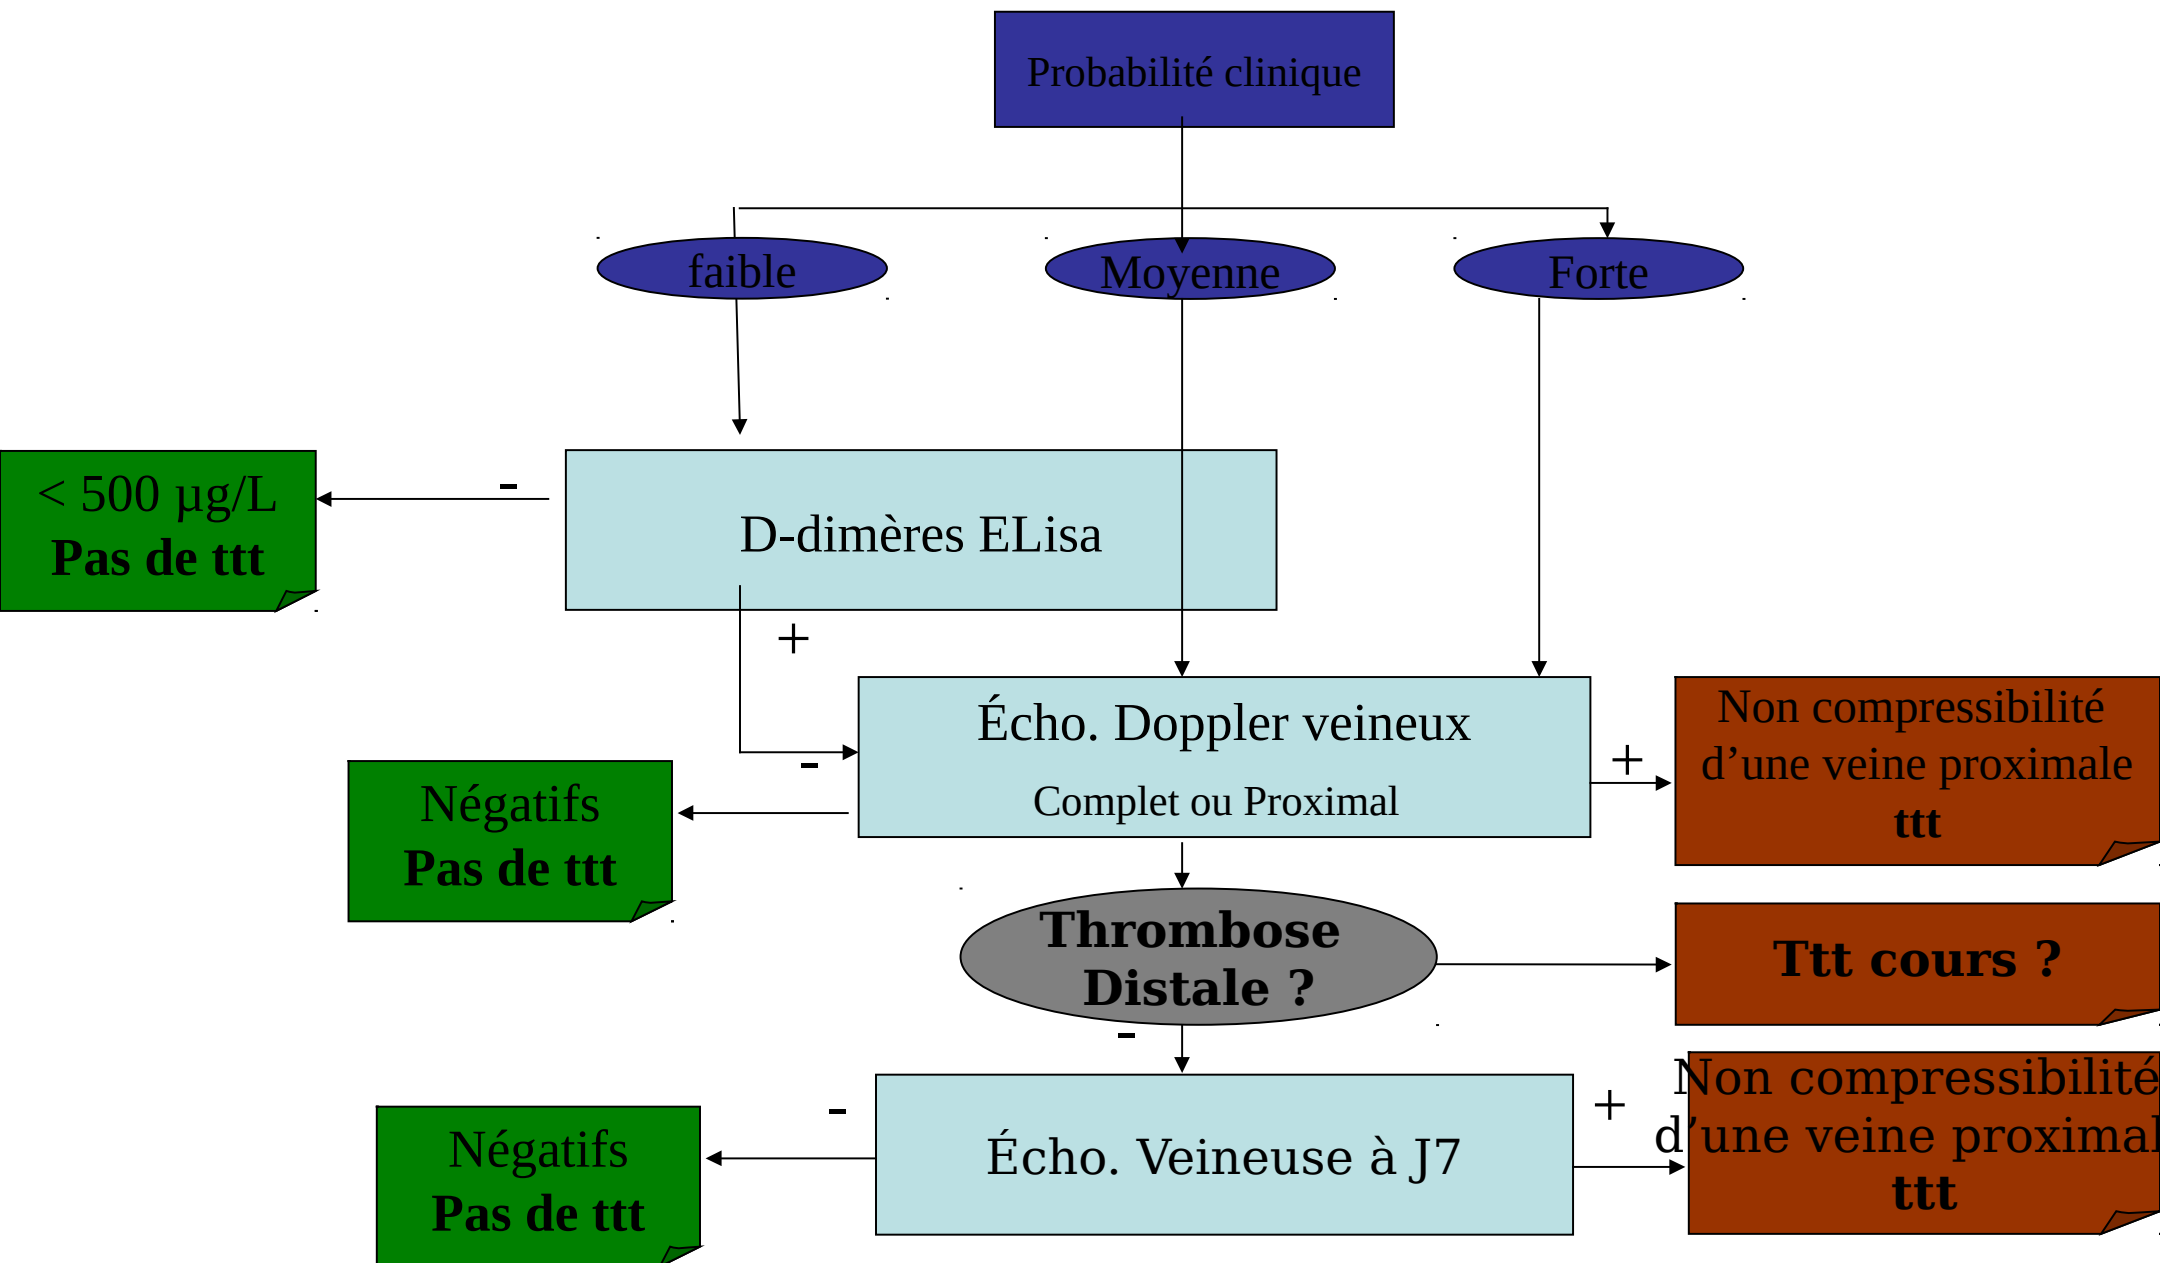 Probabilité clinique
faible
Moyenne
Forte
< 500 µg/L
Pas de ttt
-
D-dimères ELisa
+
Écho. Doppler veineux
Complet ou Proximal
-
Négatifs
Pas de ttt
+
Non compressibilité
d’une veine proximale
ttt
Thrombose
Distale ?
Ttt cours ?
-
Écho. Veineuse à J7
-
Négatifs
Pas de ttt
+
Non compressibilité
d’une veine proximal
ttt